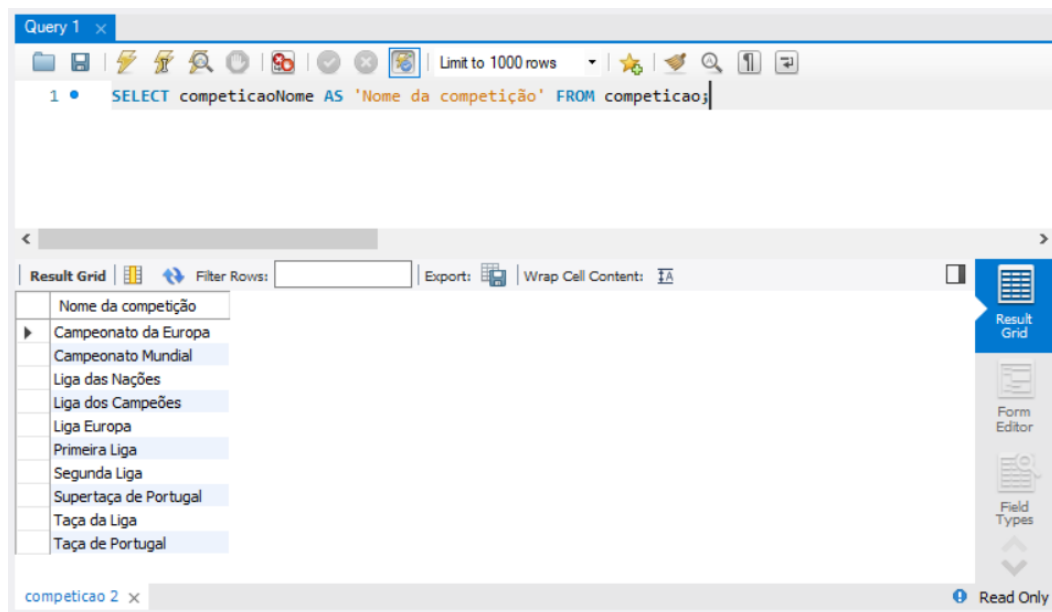 Query 1
Limit to 1000 rows
1 SELECT competicaoNome AS 'Nome da competição' FROM competicao;
Result Grid Filter Rows: Export: Wrap Cell Content: IA
Nome da competição
Campeonato da Europa
Campeonato Mundial
Liga das Nações
Liga dos Campeões
Liga Europa
Primeira Liga
Segunda Liga
Supertaça de Portugal
Taça da Liga
Taça de Portugal
Result
Grid
Form
Editor
Field
Types
competicao 2
Read Only